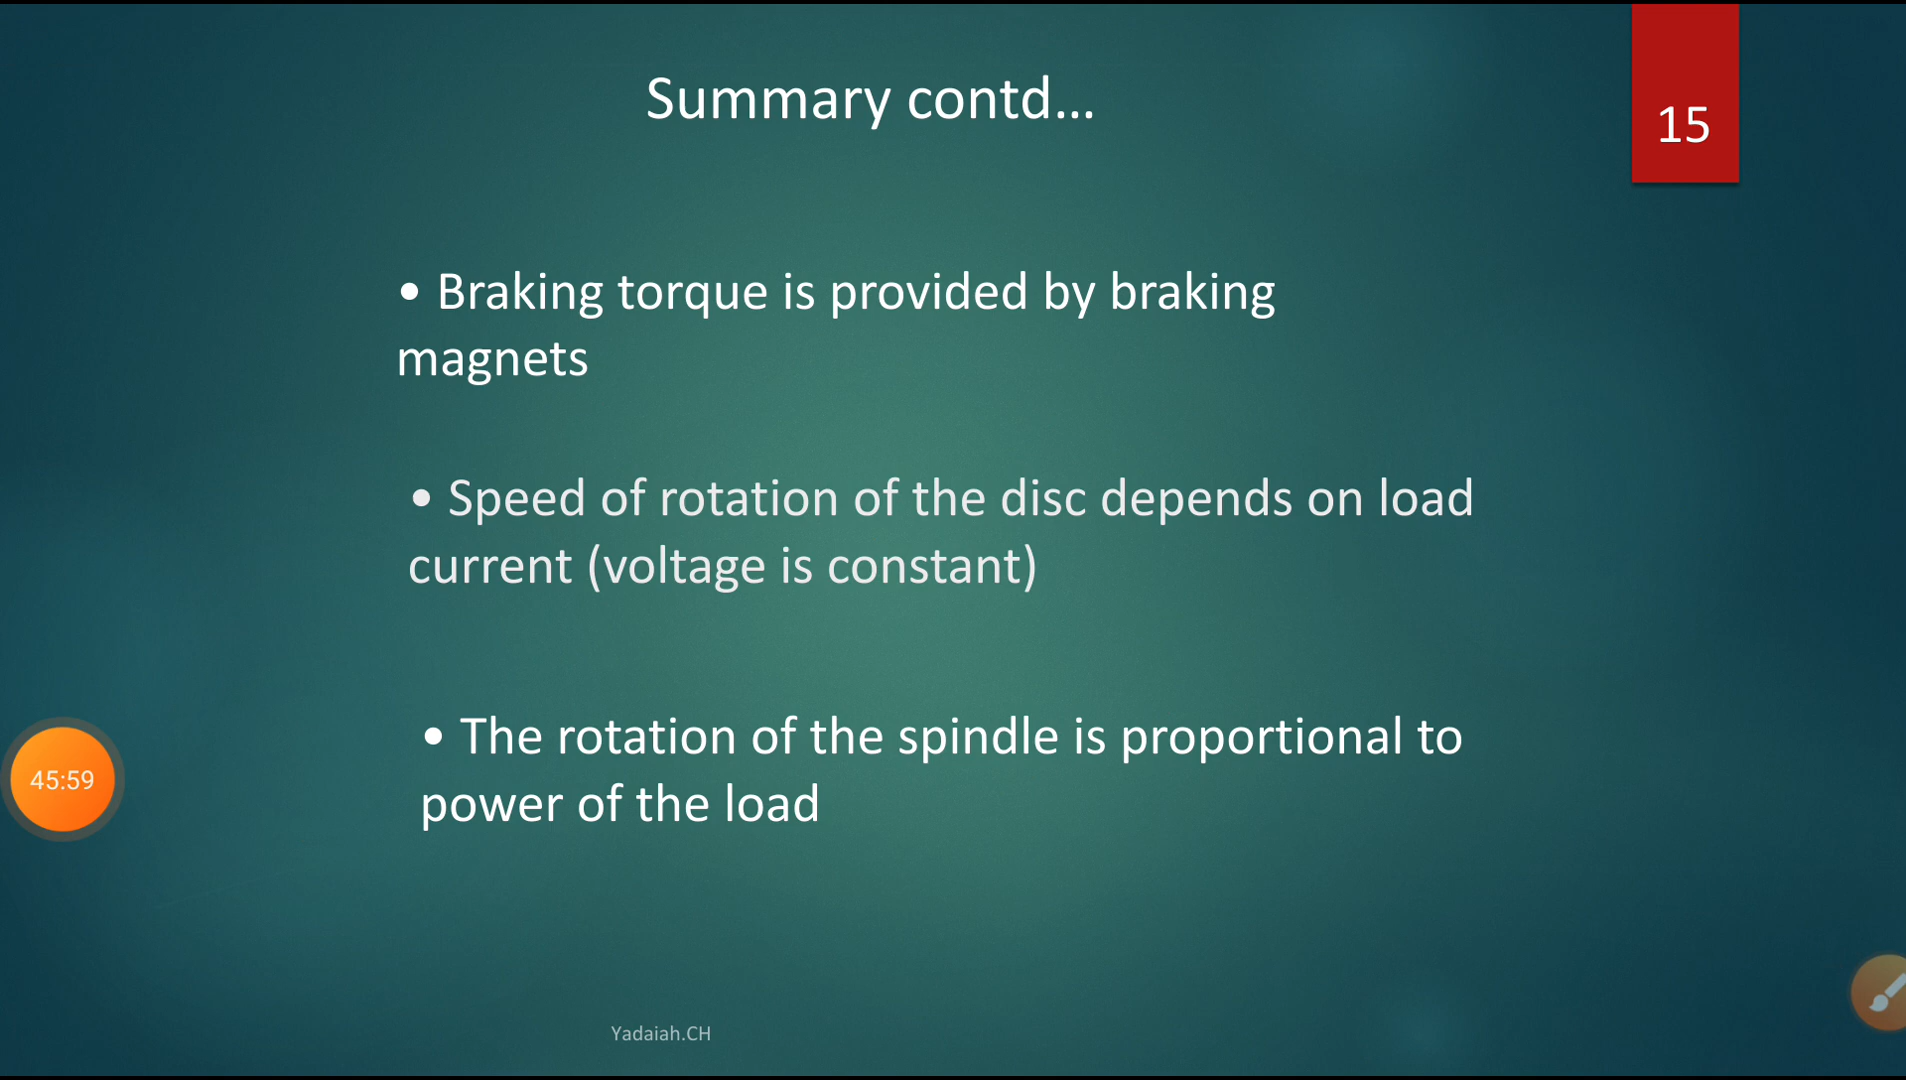 Summary contd...
15
• Braking torque is provided by braking
magnets
• Speed of rotation of the disc depends on load
current (voltage is constant)
• The rotation of the spindle is proportional to
power of the load
45:59
Yadaiah.CH